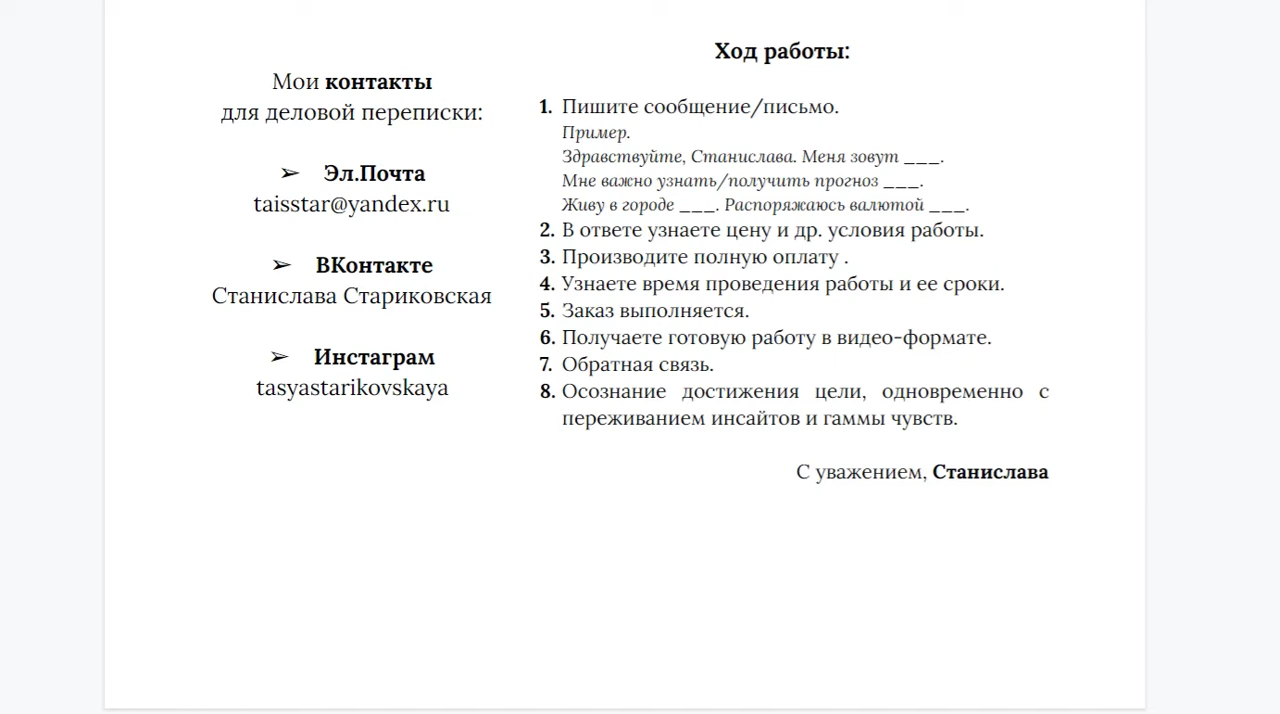 Мои контакты
для деловой переписки:
➢ Эл.Почта
taisstar@yandex.ru
➢ ВКонтакте
Станислава Стариковская
➢ Инстаграм
tasyastarikovskaya
Ход работы:
1. Пишите сообщение/письмо.
Пример.
Здравствуйте, Станислава. Меня зовут ___.
Мне важно узнать/получить прогноз ___.
Живу в городе ___. Распоряжаюсь валютой ___.
2. В ответе узнаете цену и др. условия работы.
3. Производите полную оплату .
4. Узнаете время проведения работы и ее сроки.
5. Заказ выполняется.
6. Получаете готовую работу в видео-формате.
7. Обратная связь.
8. Осознание достижения цели, одновременно с
переживанием инсайтов и гаммы чувств.
С уважением, Станислава